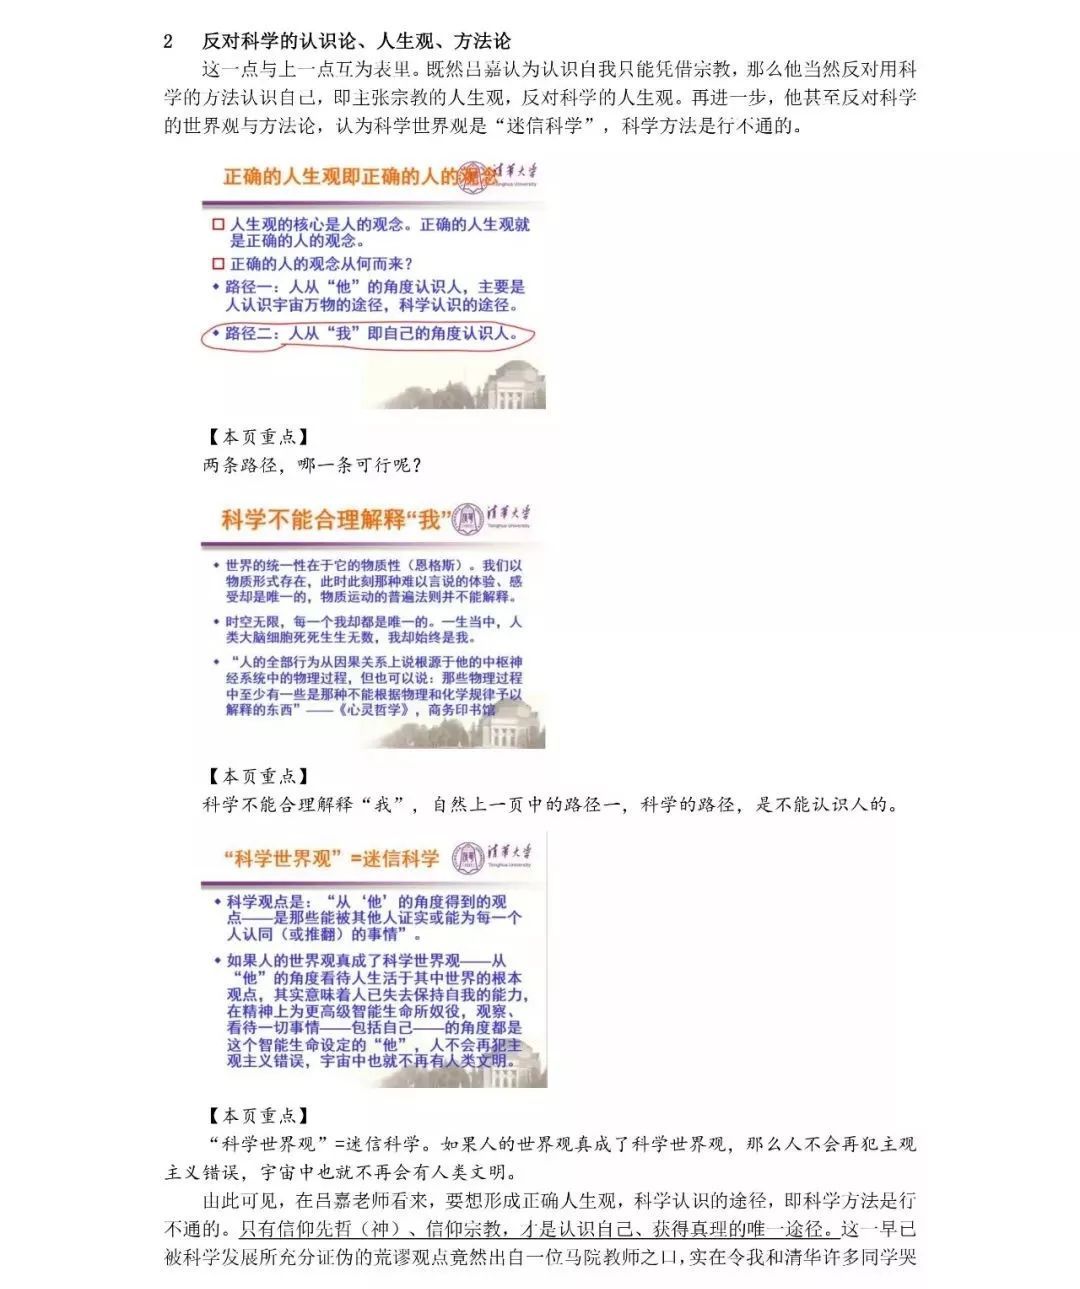 2 反对科学的认识论、人生观、方法论
这一点与上一点互为表里。既然吕嘉认为认识自我只能凭借宗教，那么他当然反对用科
学的方法认识自己，即主张宗教的人生观，反对科学的人生观。再进一步，他甚至反对科学
的世界观与方法论，认为科学世界观是“迷信科学”，科学方法是行不通的。
正确的人生观即正确的人的观念
清华大学
Tsinghua University
人生观的核心是人的观念。正确的人生观就
是正确的人的观念。
正确的人的观念从何而来？
路径一：人从“他”的角度认识人，主要是
人认识宇宙万物的途径，科学认识的途径。
路径二：人从“我”即自己的角度认识人。
【本页重点】
两条路径，哪一条可行呢？
科学不能合理解释“我”
清华大学
Tsinghua University
世界的统一性在于它的物质性（恩格斯）。我们以
物质形式存在，此时此刻那种难以言说的体验、感
受却是唯一的，物质运动的普遍法则并不能解释。
时空无限，每一个我却都是唯一的。一生当中，人
类大脑细胞死死生生无数，我却始终是我。
“人的全部行为从因果关系上说根源于他的中枢神
经系统中的物理过程，但也可以说：那些物理过程
中至少有一些是那种不能根据物理和化学规律予以
解释的东西”——《心灵哲学》，商务印书馆
【本页重点】
科学不能合理解释“我”，自然上一页中的路径一，科学的路径，是不能认识人的。
“科学世界观”=迷信科学
清华大学
Tsinghua University
科学观点是：“从‘他’的角度得到的观
点——是那些能被其他人证实或能为每一个
人认同（或推翻）的事情”。
如果人的世界观真成了科学世界观——从
“他”的角度看待人生活于其中世界的根本
观点，其实意味着人已失去保持自我的能力，
在精神上为更高级智能生命所奴役，观察、
看待一切事情——包括自己——的角度都是
这个智能生命设定的“他”，人不会再犯主
观主义错误，宇宙中也就不再有人类文明。
【本页重点】
“科学世界观”=迷信科学。如果人的世界观真成了科学世界观，那么人不会再犯主观
主义错误，宇宙中也就不再会有人类文明。
由此可见，在吕嘉老师看来，要想形成正确人生观，科学认识的途径，即科学方法是行
不通的。只有信仰先哲（神）、信仰宗教，才是认识自己、获得真理的唯一途径。这一早已
被科学发展所充分证伪的荒谬观点竟然出自一位马院教师之口，实在令我和清华许多同学哭